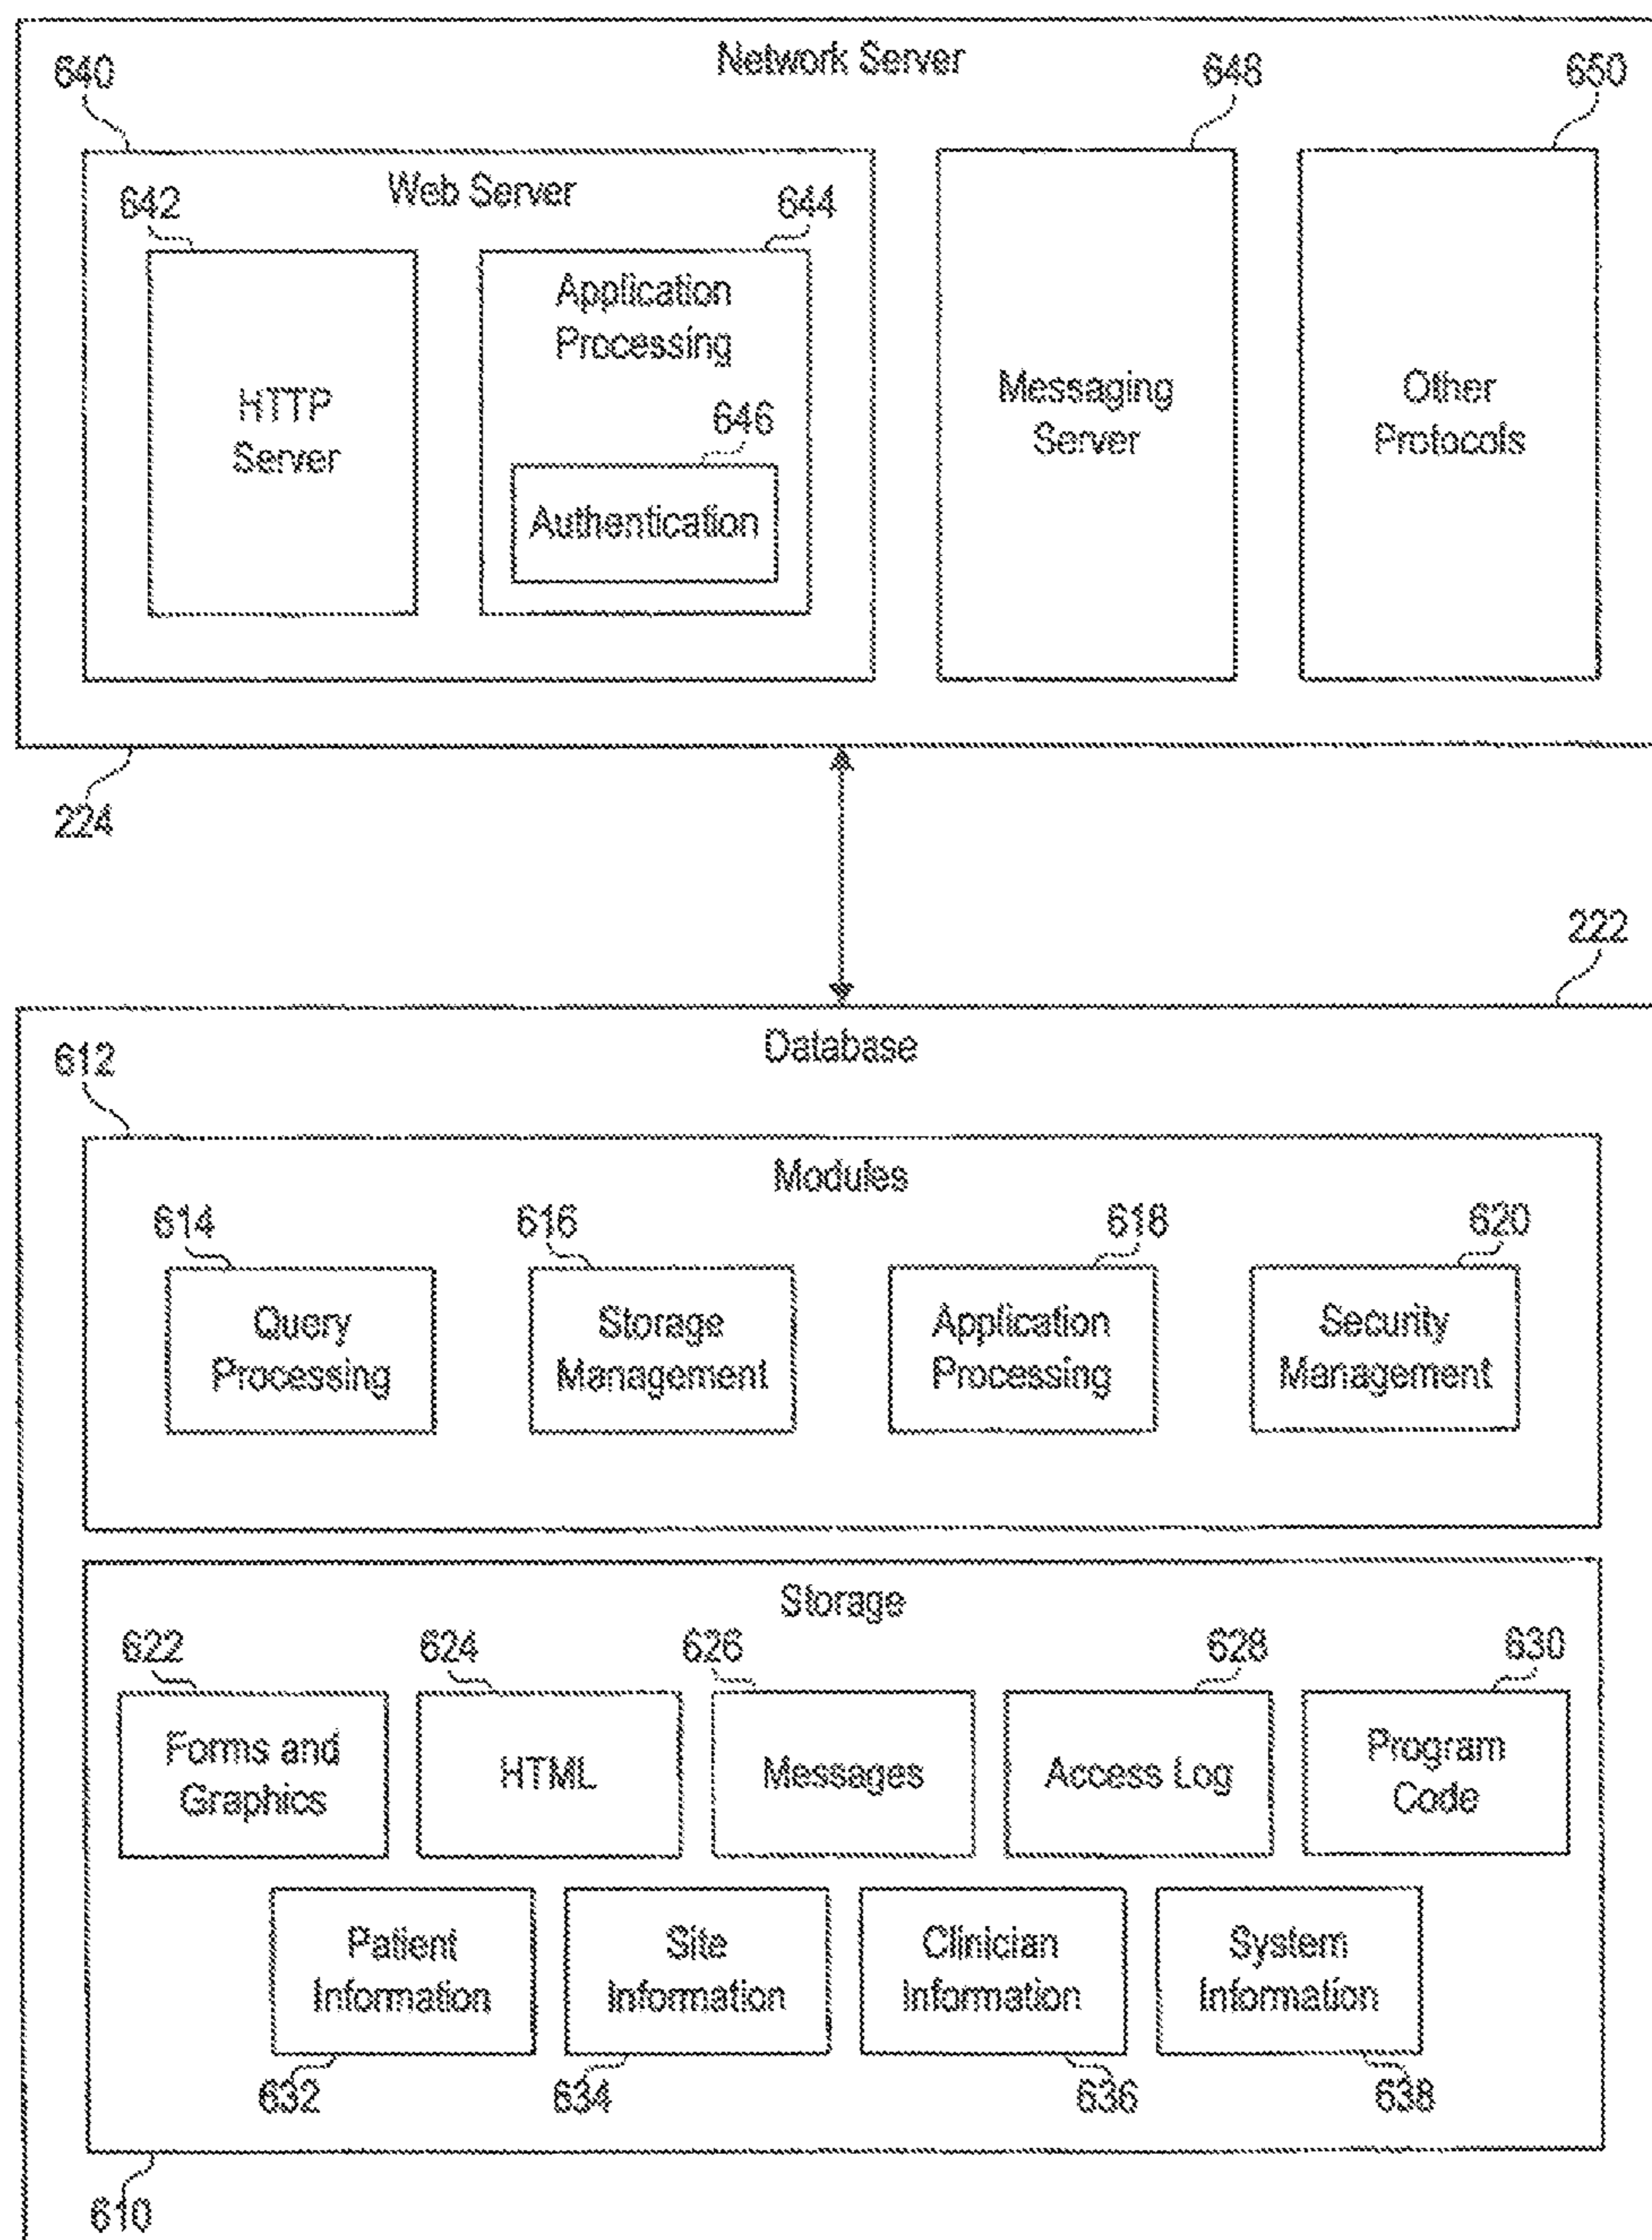 Network Server
640
648
650
Web Server
642
644
HTTP
Server
Application
Processing
646
Authentication
Messaging
Server
Other
Protocols
224
222
Database
612
Modules
614
616
618
620
Query
Processing
Storage
Management
Application
Processing
Security
Management
Storage
622
624
626
628
630
Forms and
Graphics
HTML
Messages
Access Log
Program
Code
Patient
Information
Site
Information
Clinician
Information
System
Information
632
634
636
638
610